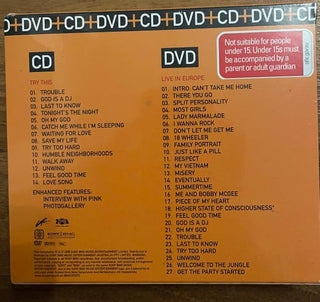 +DVD+CD+DVD+CD+DVD+CD+DVD+
Not suitable for people
under 15. Under 15s must
be accompanied by a
parent or adult guardian
CD
TRY THIS
01. TROUBLE
02. GOD IS A DJ
03. LAST TO KNOW
04. TONIGHT'S THE NIGHT
05. OH MY GOD
06. CATCH ME WHILE I'M SLEEPING
07. WAITING FOR LOVE
08. SAVE MY LIFE
09. TRY TOO HARD
10. HUMBLE NEIGHBORHOODS
11. WALK AWAY
12. UNWIND
13. FEEL GOOD TIME
14. LOVE SONG
ENHANCED FEATURES:
INTERVIEW WITH PINK
PHOTOGALLERY
DVD
LIVE IN EUROPE
01. INTRO: CAN'T TAKE ME HOME
02. THERE YOU GO
03. SPLIT PERSONALITY
04. MOST GIRLS
05. LADY MARMALADE
06. I WANNA ROCK
07. DON'T LET ME GET ME
08. 18 WHEELER
09. FAMILY PORTRAIT
10. JUST LIKE A PILL
11. RESPECT
12. MY VIETNAM
13. MISERY
14. EVENTUALLY
15. SUMMERTIME
16. ME AND BOBBY MCGEE
17. PIECE OF MY HEART
18. HIGHER STATE OF CONSCIOUSNESS*
19. FEEL GOOD TIME
20. GOD IS A DJ
21. OH MY GOD
22. TROUBLE
23. LAST TO KNOW
24. TRY TOO HARD
25. UNWIND
26. WELCOME TO THE JUNGLE
27. GET THE PARTY STARTED